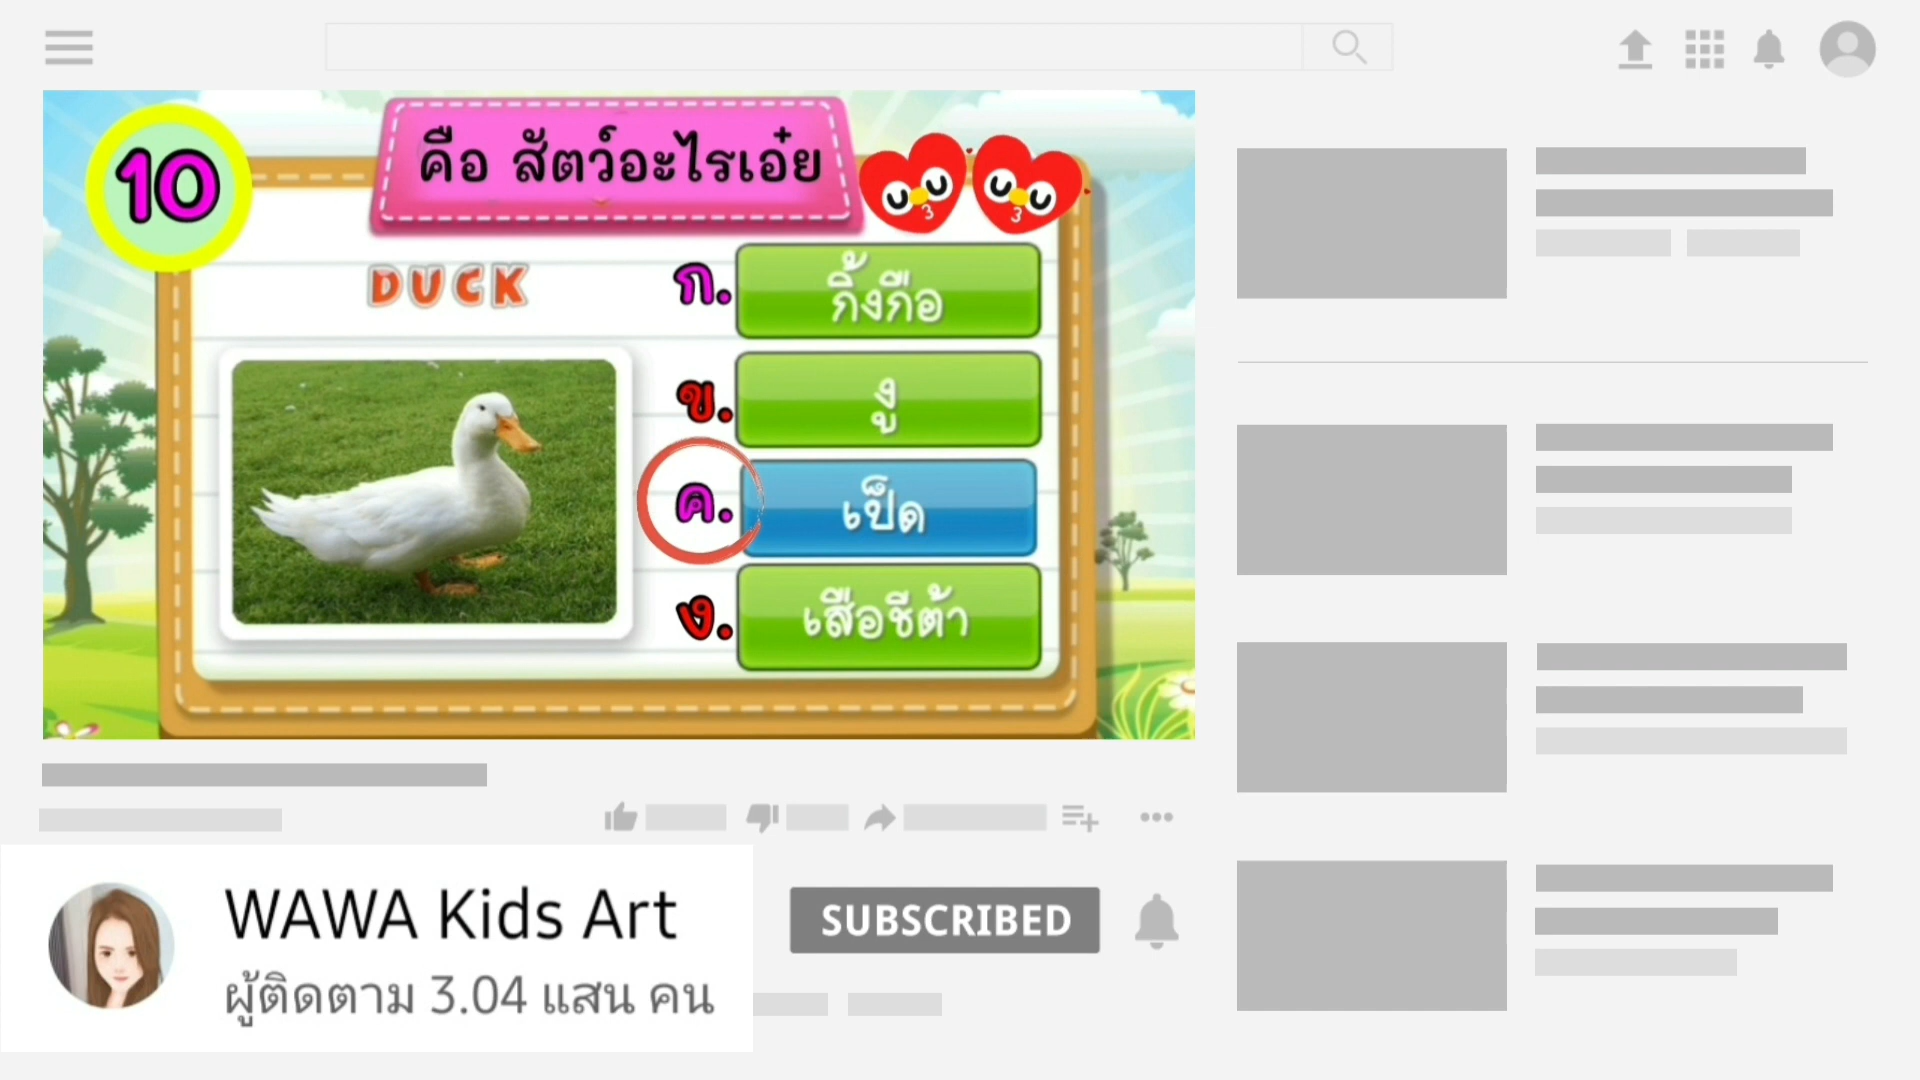 10
คือ สัตว์อะไรเอ๋ย
DUCK
ก. กิ้งกือ
ข. งู
ค. เป็ด
ง. เสือชีต้า
WAWA Kids Art
ผู้ติดตาม 3.04 แสน คน
SUBSCRIBED